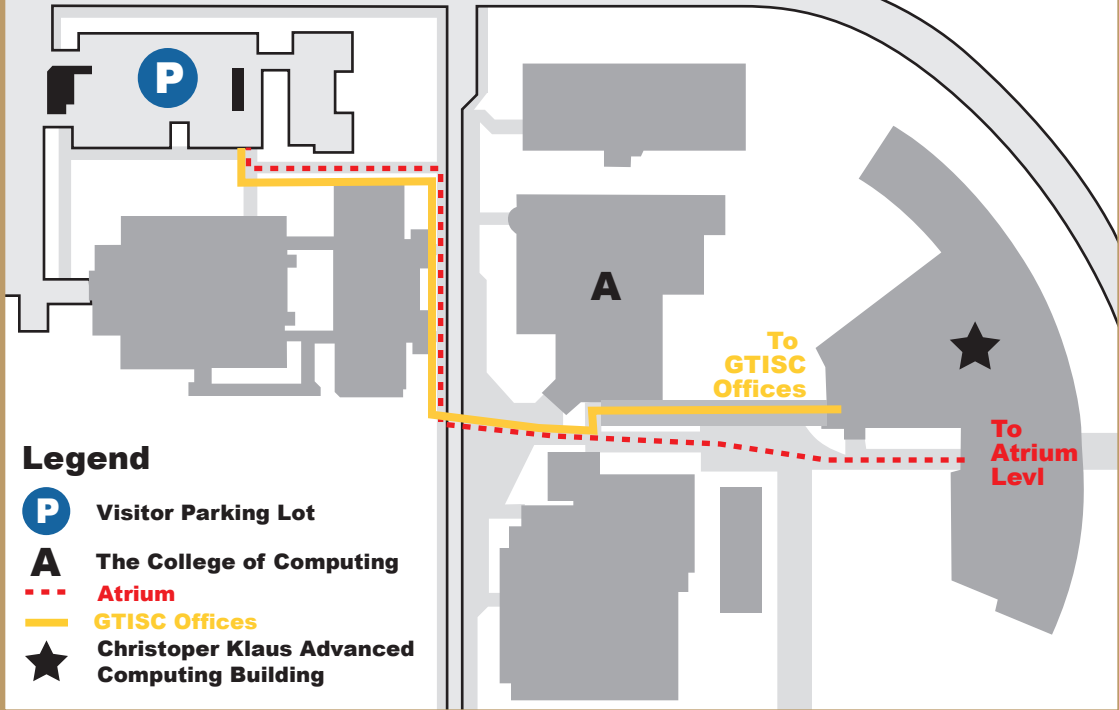 P
A
To
GTISC
Offices
To
Atrium
Levl
Legend
P Visitor Parking Lot
A The College of Computing
Atrium
GTISC Offices
Christoper Klaus Advanced
Computing Building